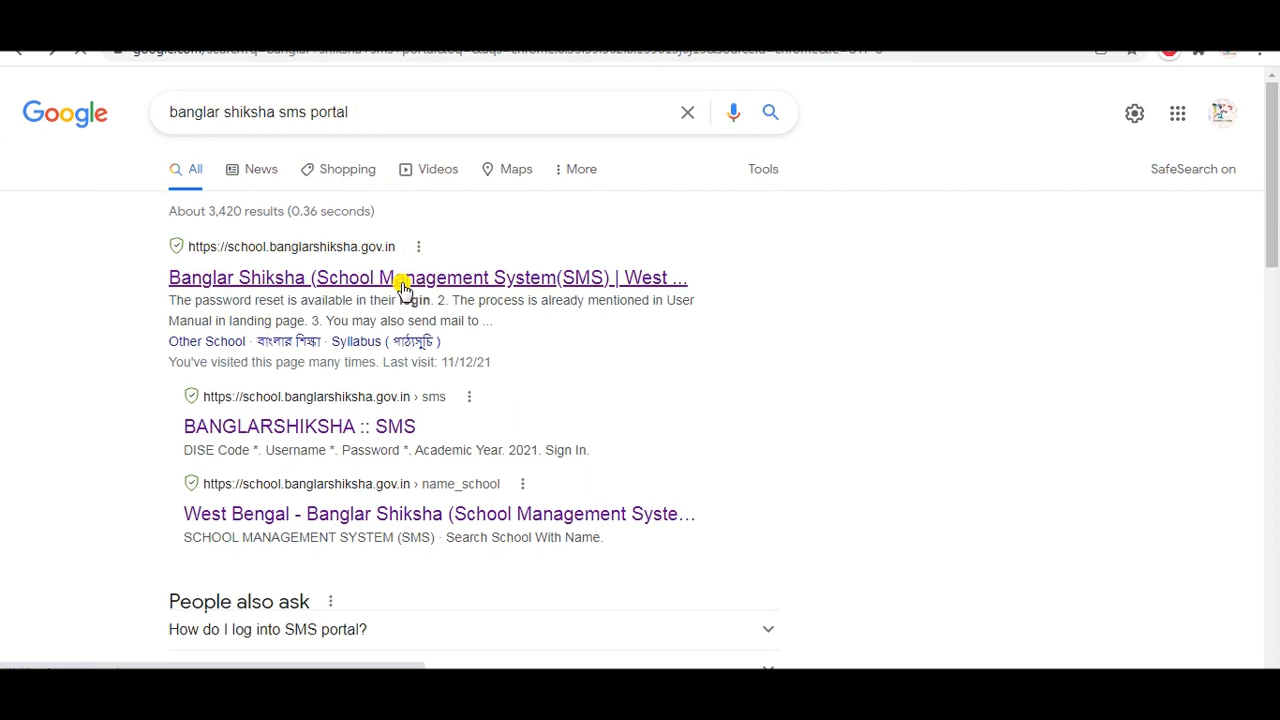 Google
banglar shiksha sms portal
All News Shopping Videos Maps More Tools SafeSearch on
About 3,420 results (0.36 seconds)
https://school.banglarshiksha.gov.in
Banglar Shiksha (School Management System(SMS) | West ...
The password reset is available in their login. 2. The process is already mentioned in User
Manual in landing page. 3. You may also send mail to ...
Other School · বাংলার শিক্ষা · Syllabus ( পাঠ্যসূচি )
You've visited this page many times. Last visit: 11/12/21
https://school.banglarshiksha.gov.in › sms
BANGLARSHIKSHA :: SMS
DISE Code *. Username *. Password *. Academic Year. 2021. Sign In.
https://school.banglarshiksha.gov.in › name_school
West Bengal - Banglar Shiksha (School Management Syste...
SCHOOL MANAGEMENT SYSTEM (SMS) · Search School With Name.
People also ask
How do I log into SMS portal?